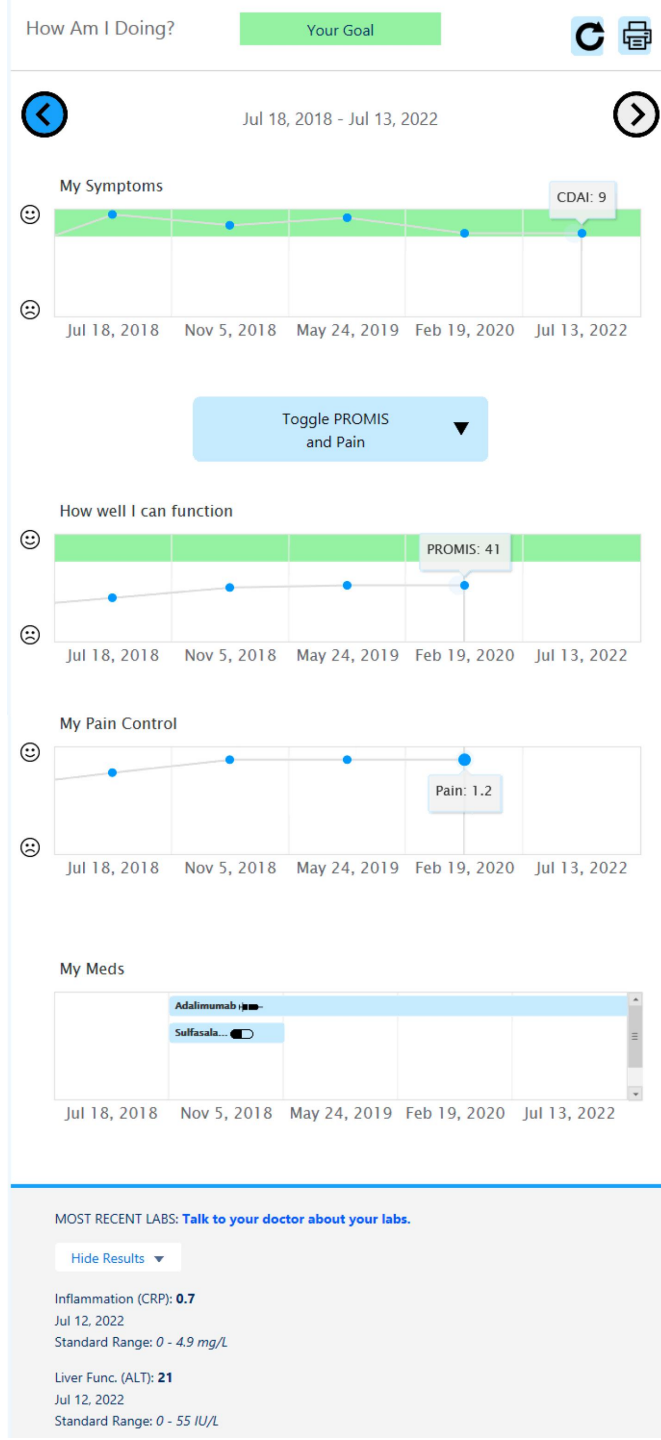 How Am I Doing?
Your Goal
Jul 18, 2018 - Jul 13, 2022
My Symptoms
CDAI: 9
Jul 18, 2018 Nov 5, 2018 May 24, 2019 Feb 19, 2020 Jul 13, 2022
Toggle PROMIS
and Pain
How well I can function
PROMIS: 41
Jul 18, 2018 Nov 5, 2018 May 24, 2019 Feb 19, 2020 Jul 13, 2022
My Pain Control
Pain: 1.2
Jul 18, 2018 Nov 5, 2018 May 24, 2019 Feb 19, 2020 Jul 13, 2022
My Meds
Adalimumab
Sulfasala...
Jul 18, 2018 Nov 5, 2018 May 24, 2019 Feb 19, 2020 Jul 13, 2022
MOST RECENT LABS: Talk to your doctor about your labs.
Hide Results
Inflammation (CRP): 0.7
Jul 12, 2022
Standard Range: 0 - 4.9 mg/L
Liver Func. (ALT): 21
Jul 12, 2022
Standard Range: 0 - 55 IU/L